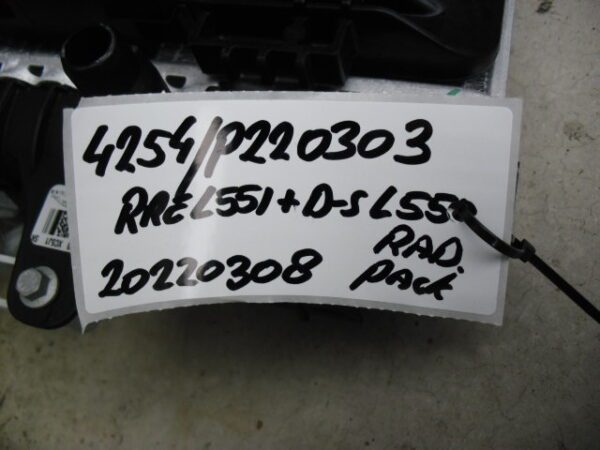 4254/P220303
RRE L551 + D-S L550
RAD.
20220308 pack